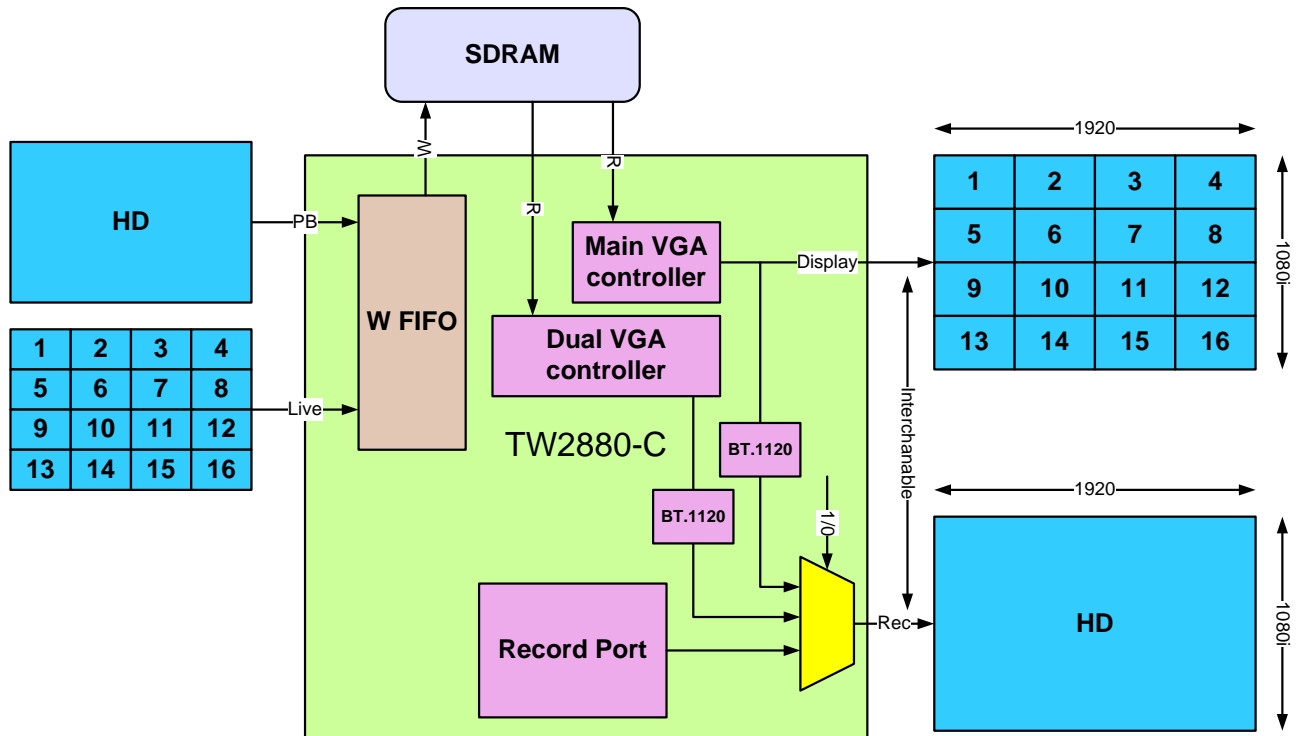 SDRAM
W
R
R
HD
PB
1 2 3 4
5 6 7 8
9 10 11 12
13 14 15 16
Live
W FIFO
Main VGA
controller
Dual VGA
controller
TW2880-C
BT.1120
BT.1120
1/0
Record Port
Display
Interchanable
Rec
1920
1 2 3 4
5 6 7 8
9 10 11 12
13 14 15 16
1080i
1920
HD
1080i